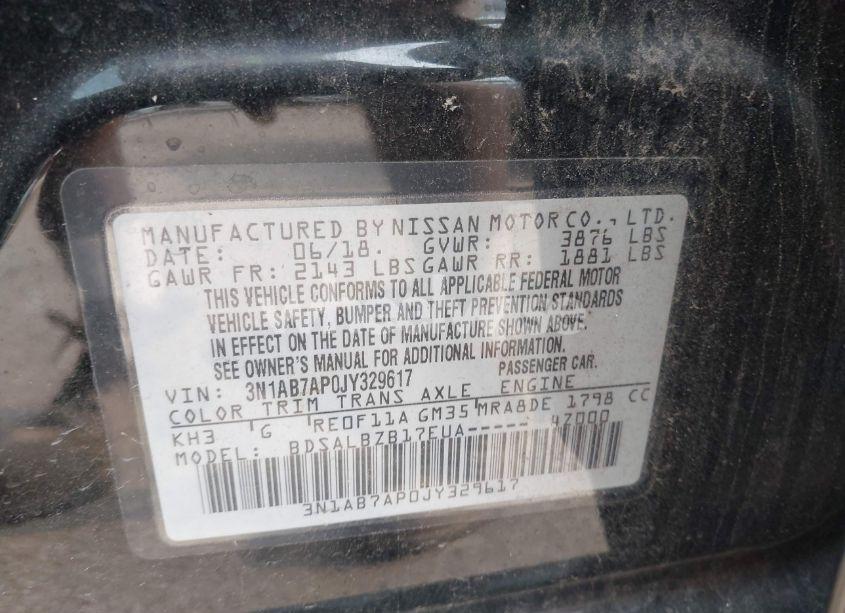 MANUFACTURED BY NISSAN MOTOR CO., LTD.
DATE: 06/18. GVWR: 3876 LBS
GAWR FR: 2143 LBS GAWR RR: 1881 LBS
THIS VEHICLE CONFORMS TO ALL APPLICABLE FEDERAL MOTOR
VEHICLE SAFETY, BUMPER AND THEFT PREVENTION STANDARDS
IN EFFECT ON THE DATE OF MANUFACTURE SHOWN ABOVE.
SEE OWNER'S MANUAL FOR ADDITIONAL INFORMATION.
VIN: 3N1AB7AP0JY329617 PASSENGER CAR.
COLOR TRIM TRANS AXLE ENGINE
KH3 G RE0F11A GM35 MRA8DE 1798 CC
MODEL: BDSALBZB17EUA----- 4Z000
3N1AB7AP0JY329617